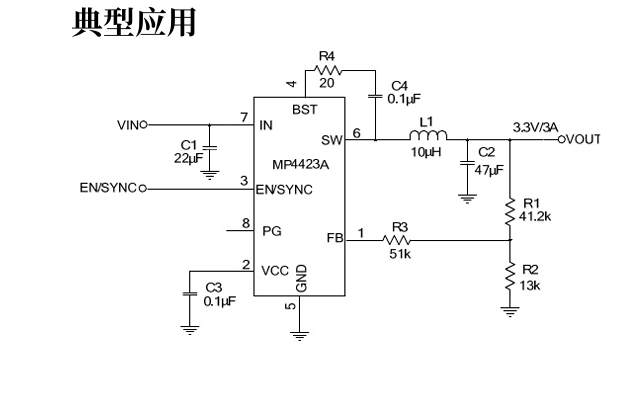 典型应用
R4
20
4
C4
0.1µF
BST
7
VIN
IN
L1
3.3V/3A
SW
6
VOUT
C1
22µF
10µH
C2
47µF
MP4423A
3
EN/SYNC
EN/SYNC
R1
41.2k
8
PG
FB
1
R3
51k
2
VCC
GND
R2
13k
C3
0.1µF
5